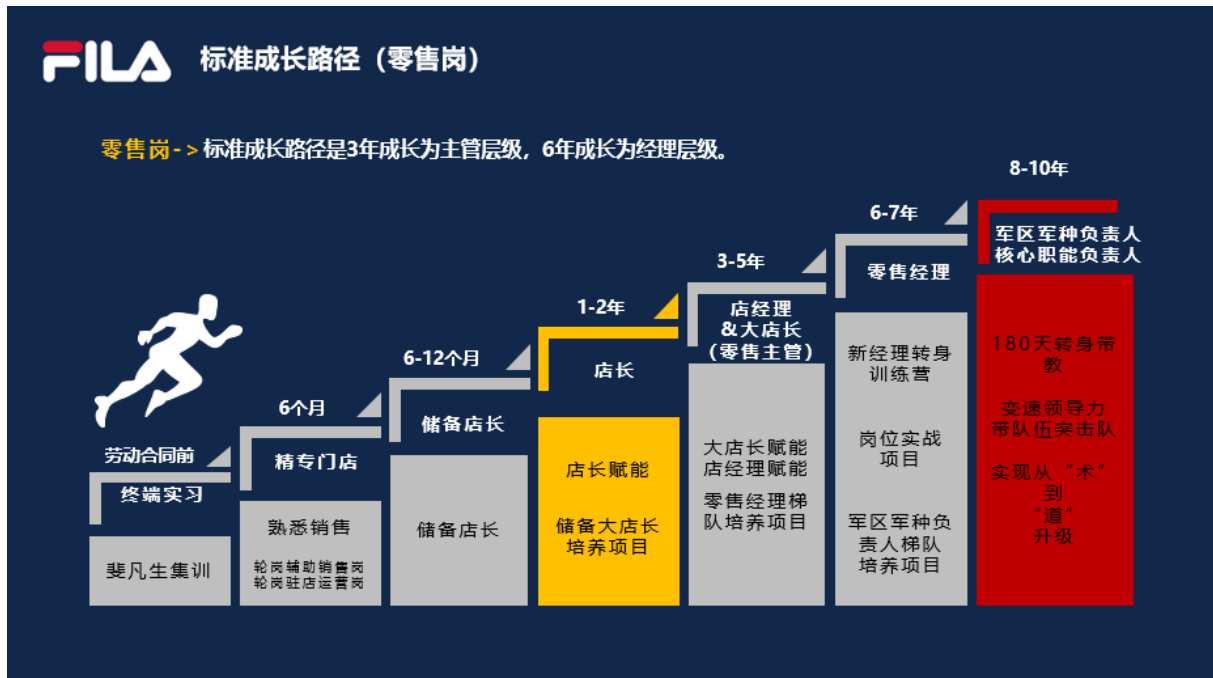 FILA 标准成长路径（零售岗）
零售岗-> 标准成长路径是3年成长为主管层级，6年成长为经理层级。
劳动合同前
终端实习
斐凡生集训
6个月
精专门店
熟悉销售
轮岗辅助销售岗
轮岗驻店运营岗
6-12个月
储备店长
储备店长
1-2年
店长
店长赋能
储备大店长
培养项目
3-5年
店经理
&大店长
(零售主管)
大店长赋能
店经理赋能
零售经理梯
队培养项目
6-7年
零售经理
新经理转身
训练营
岗位实战
项目
军区军种负
责人梯队
培养项目
8-10年
军区军种负责人
核心职能负责人
180天转身带
教
变速领导力
带队伍突击队
实现从“术”
到
“道”
升级